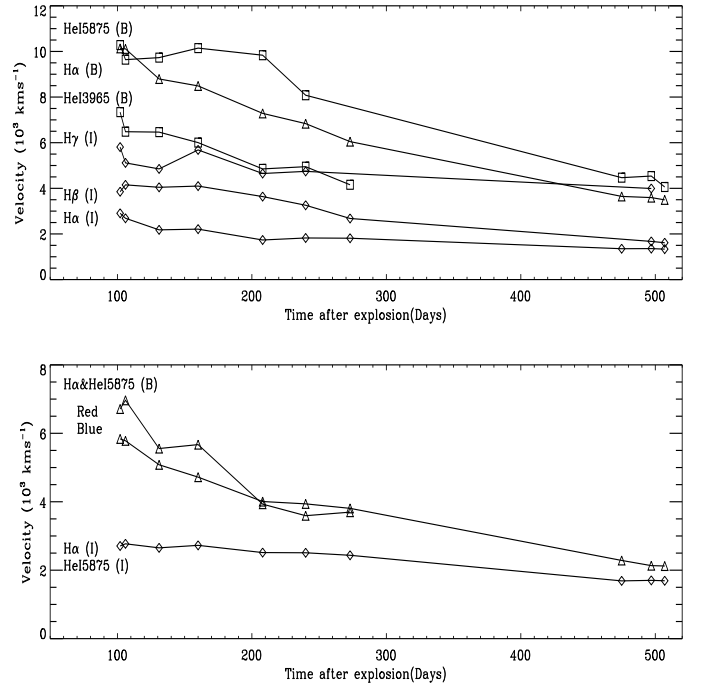 12
10
8
6
4
2
0
Velocity (10³ kms⁻¹)
HeI5875 (B)
Hα (B)
HeI3965 (B)
Hγ (I)
Hβ (I)
Hα (I)
100 200 300 400 500
Time after explosion(Days)
8
6
4
2
0
Velocity (10³ kms⁻¹)
Hα&HeI5875 (B)
Red
Blue
Hα (I)
HeI5875 (I)
100 200 300 400 500
Time after explosion(Days)